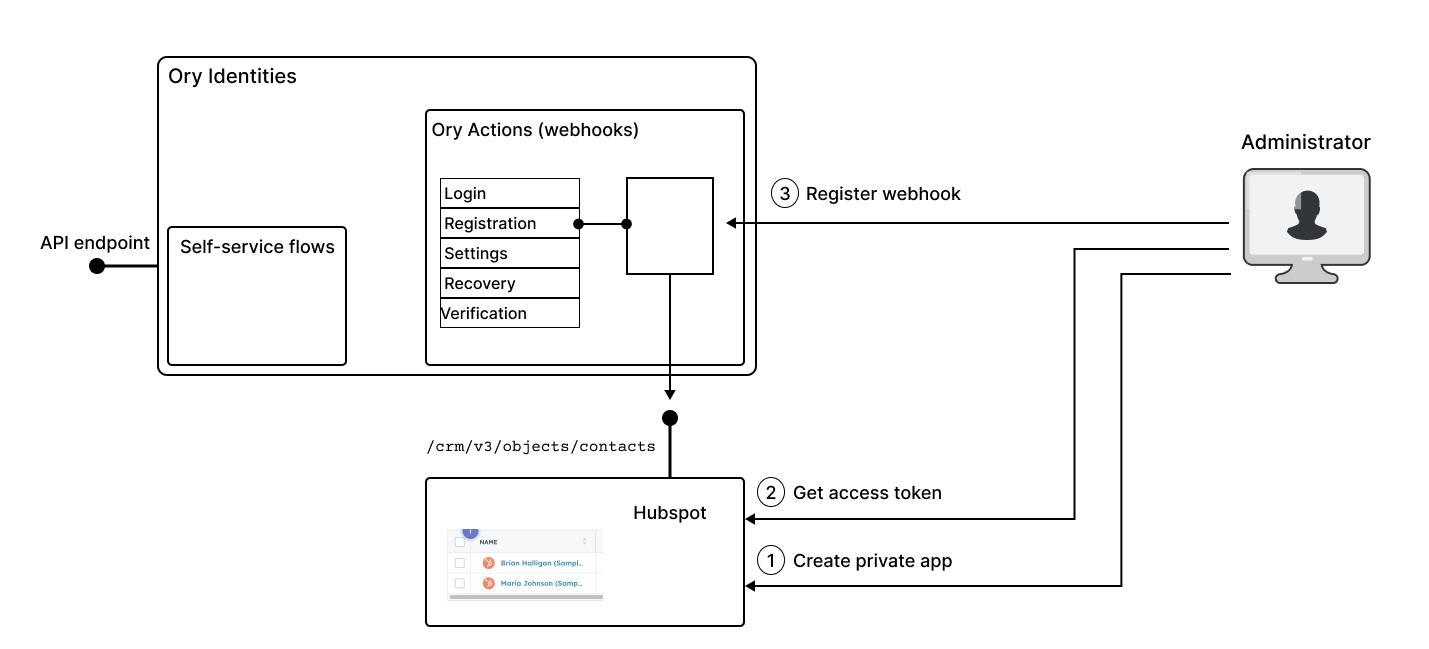 Ory Identities
Ory Actions (webhooks)
Administrator
Login
Registration
Settings
Recovery
Verification
3 Register webhook
API endpoint
Self-service flows
/crm/v3/objects/contacts
2 Get access token
Hubspot
NAME
Brian Halligan (Sampl...
Maria Johnson (Samp...
1 Create private app